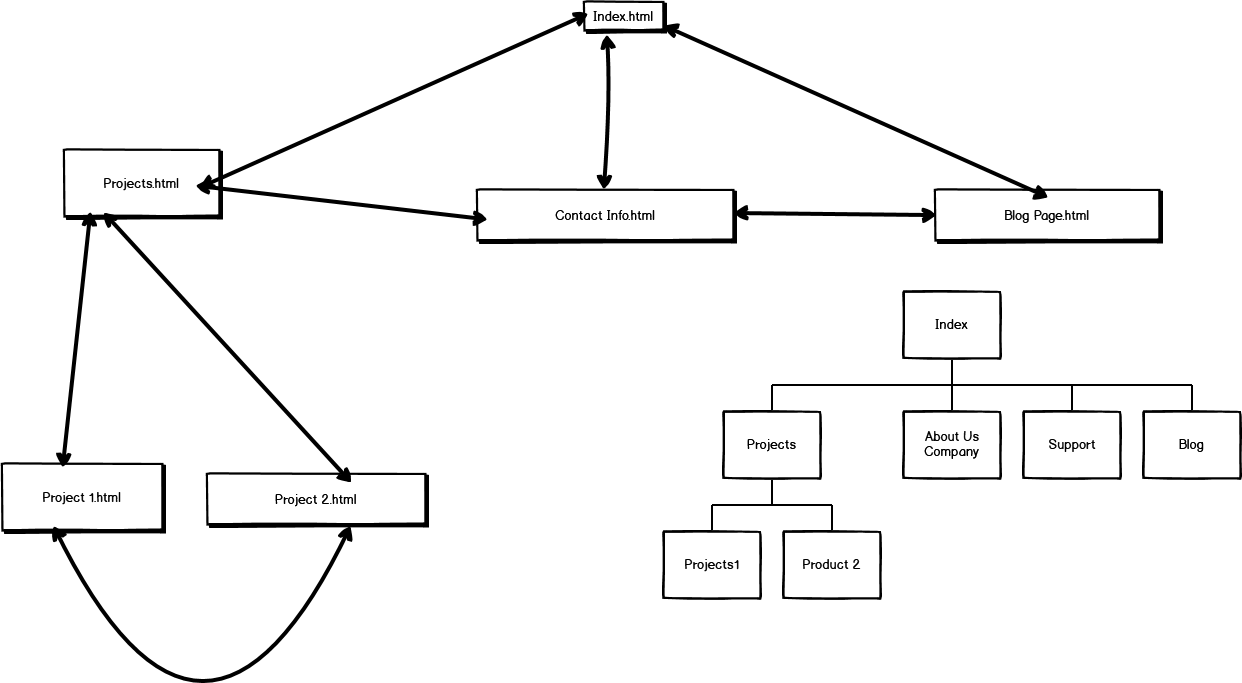 Index.html
Projects.html
Contact Info.html
Blog Page.html
Index
Projects
About Us
Company
Support
Blog
Project 1.html
Project 2.html
Projects1
Product 2